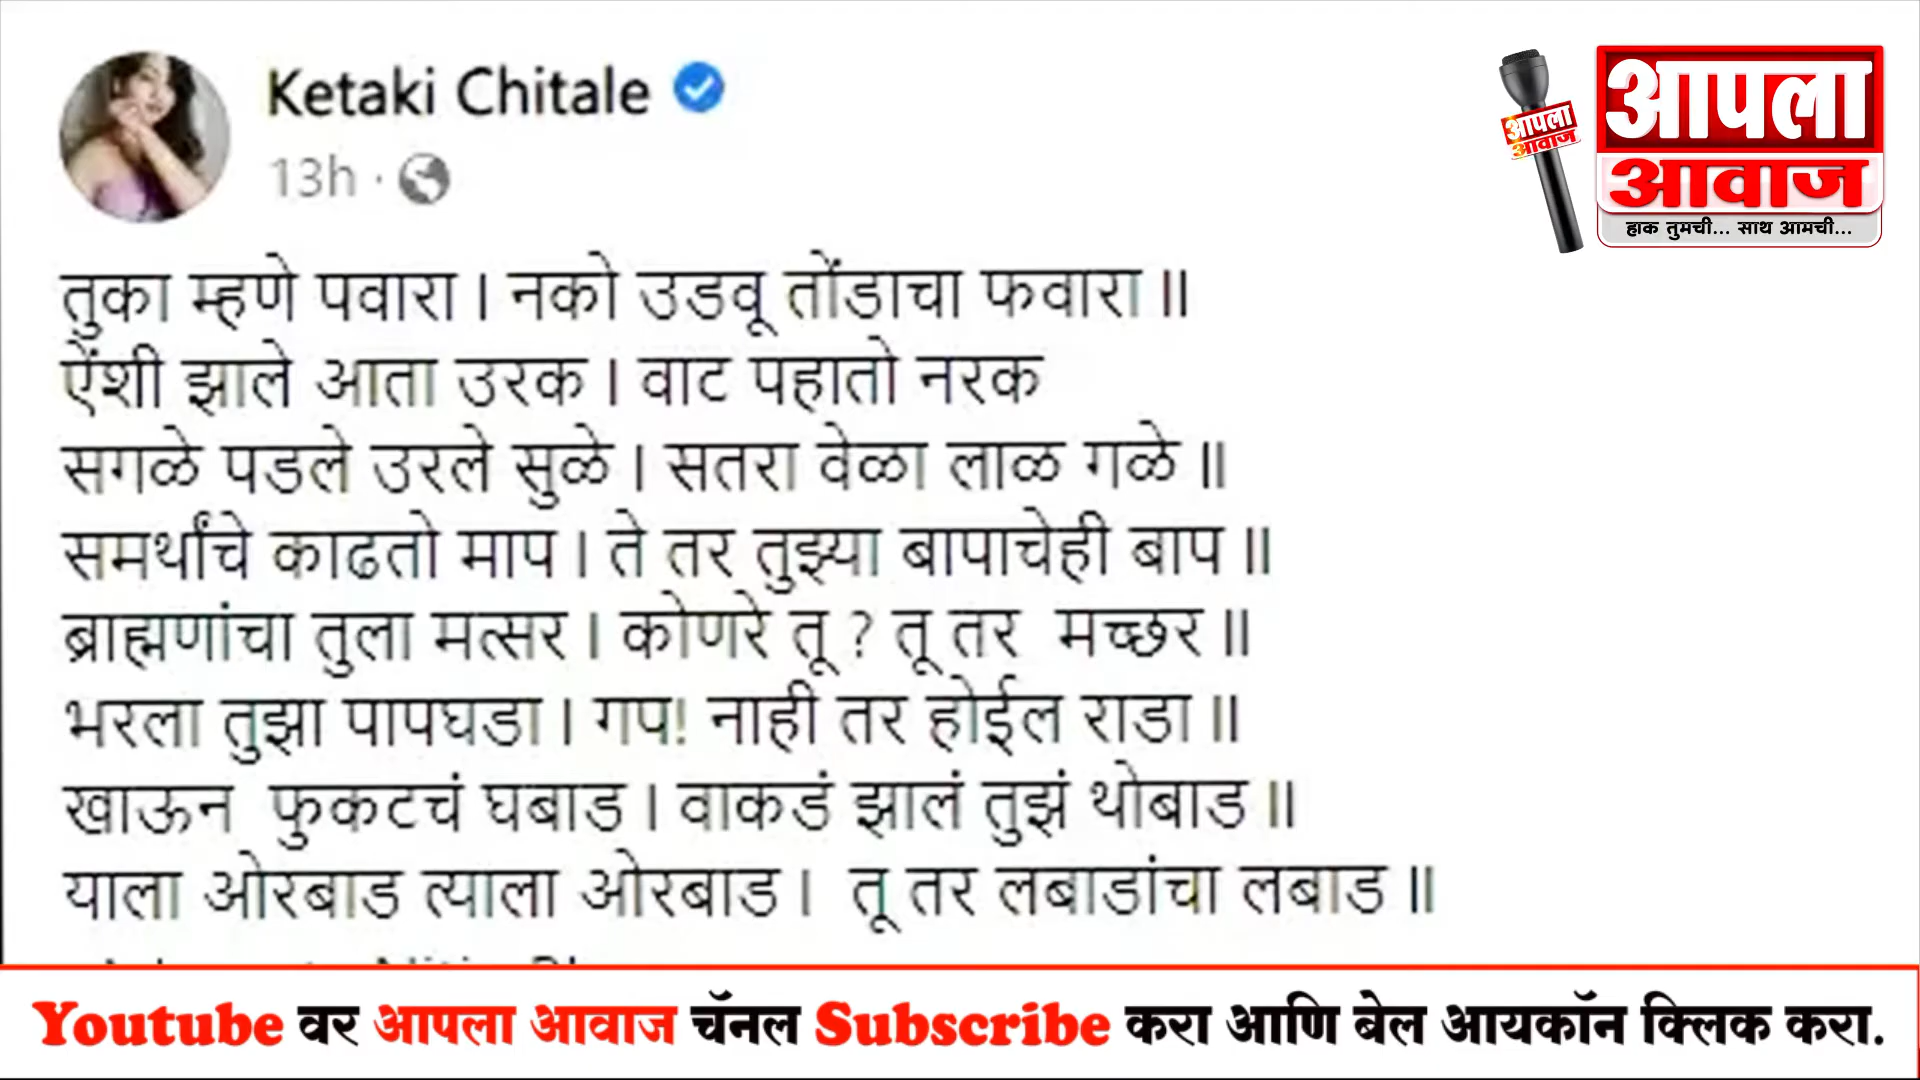 Ketaki Chitale
13h ·
आपला
आवाज
आपला
आवाज
हाक तुमची... साथ आमची...
तुका म्हणे पवारा । नको उडवू तोंडाचा फवारा ॥
ऐंशी झाले आता उरक । वाट पहातो नरक
सगळे पडले उरले सुळे । सतरा वेळा लाळ गळे ॥
समर्थांचे काढतो माप । ते तर तुझ्या बापाचेही बाप ॥
ब्राह्मणांचा तुला मत्सर । कोणरे तू ? तू तर मच्छर ॥
भरला तुझा पापघडा । गप! नाही तर होईल राडा ॥
खाऊन फुकटचं घबाड । वाकडं झालं तुझं थोबाड ॥
याला ओरबाड त्याला ओरबाड । तू तर लबाडांचा लबाड ॥
Youtube वर आपला आवाज चॅनल Subscribe करा आणि बेल आयकॉन क्लिक करा.